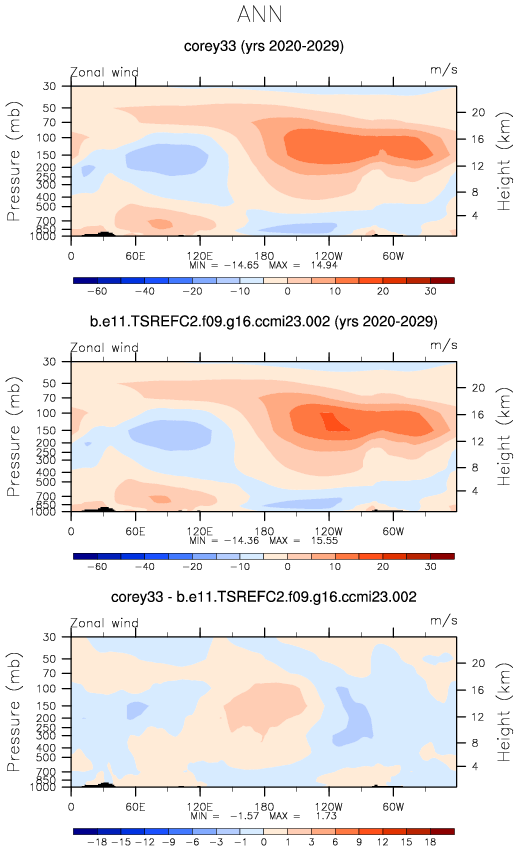 ANN
corey33 (yrs 2020-2029)
Zonal wind m/s
30
50
70
100
150
200
250
300
400
500
700
850
1000
Pressure (mb)
20
16
12
8
4
Height (km)
0 60E 120E 180 120W 60W
MIN = -14.65 MAX = 14.94
-60 -40 -20 -10 0 10 20 30
b.e11.TSREFC2.f09.g16.ccmi23.002 (yrs 2020-2029)
Zonal wind m/s
30
50
70
100
150
200
250
300
400
500
700
850
1000
Pressure (mb)
20
16
12
8
4
Height (km)
0 60E 120E 180 120W 60W
MIN = -14.36 MAX = 15.55
-60 -40 -20 -10 0 10 20 30
corey33 - b.e11.TSREFC2.f09.g16.ccmi23.002
Zonal wind m/s
30
50
70
100
150
200
250
300
400
500
700
850
1000
Pressure (mb)
20
16
12
8
4
Height (km)
0 60E 120E 180 120W 60W
MIN = -1.57 MAX = 1.73
-18 -15 -12 -9 -6 -3 -1 0 1 3 6 9 12 15 18